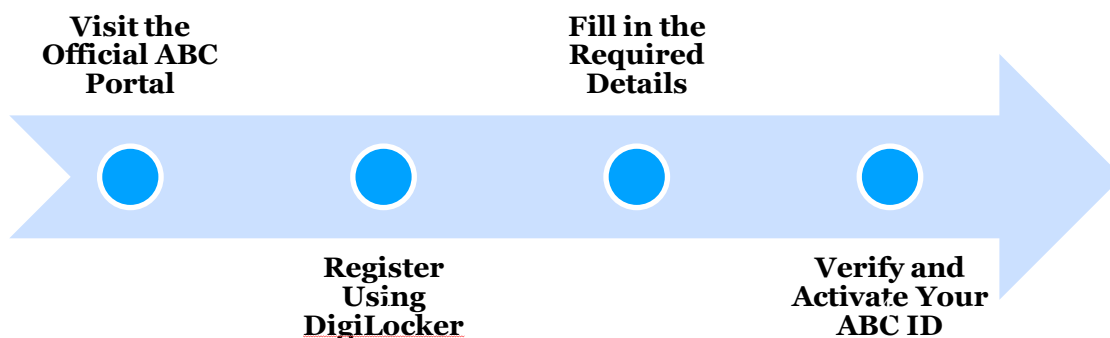 Visit the
Official ABC
Portal
Register
Using
DigiLocker
Fill in the
Required
Details
Verify and
Activate Your
ABC ID